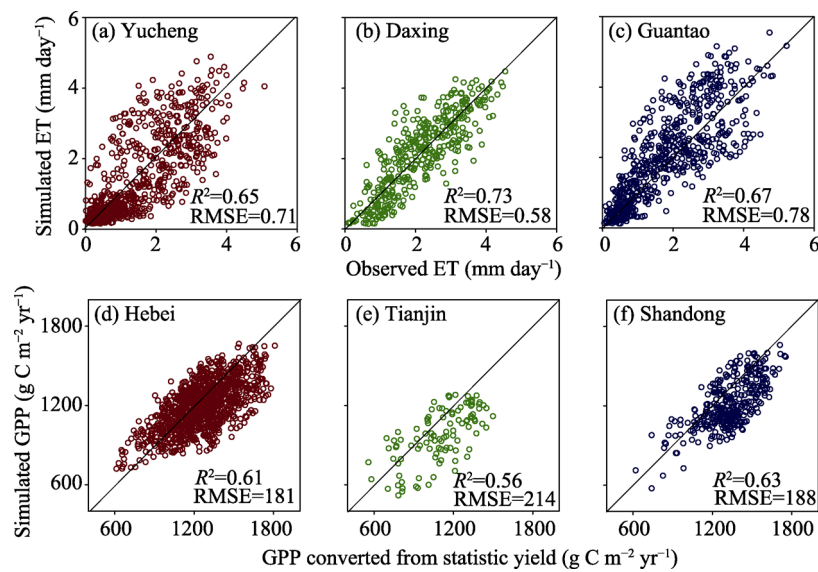 (a) Yucheng
(b) Daxing
(c) Guantao
Simulated ET (mm day⁻¹)
6
4
2
0
R²=0.65
RMSE=0.71
R²=0.73
RMSE=0.58
R²=0.67
RMSE=0.78
0 2 4 6
0 2 4 6
0 2 4 6
Observed ET (mm day⁻¹)
(d) Hebei
(e) Tianjin
(f) Shandong
Simulated GPP (g C m⁻² yr⁻¹)
1800
1200
600
R²=0.61
RMSE=181
R²=0.56
RMSE=214
R²=0.63
RMSE=188
600 1200 1800
600 1200 1800
600 1200 1800
GPP converted from statistic yield (g C m⁻² yr⁻¹)